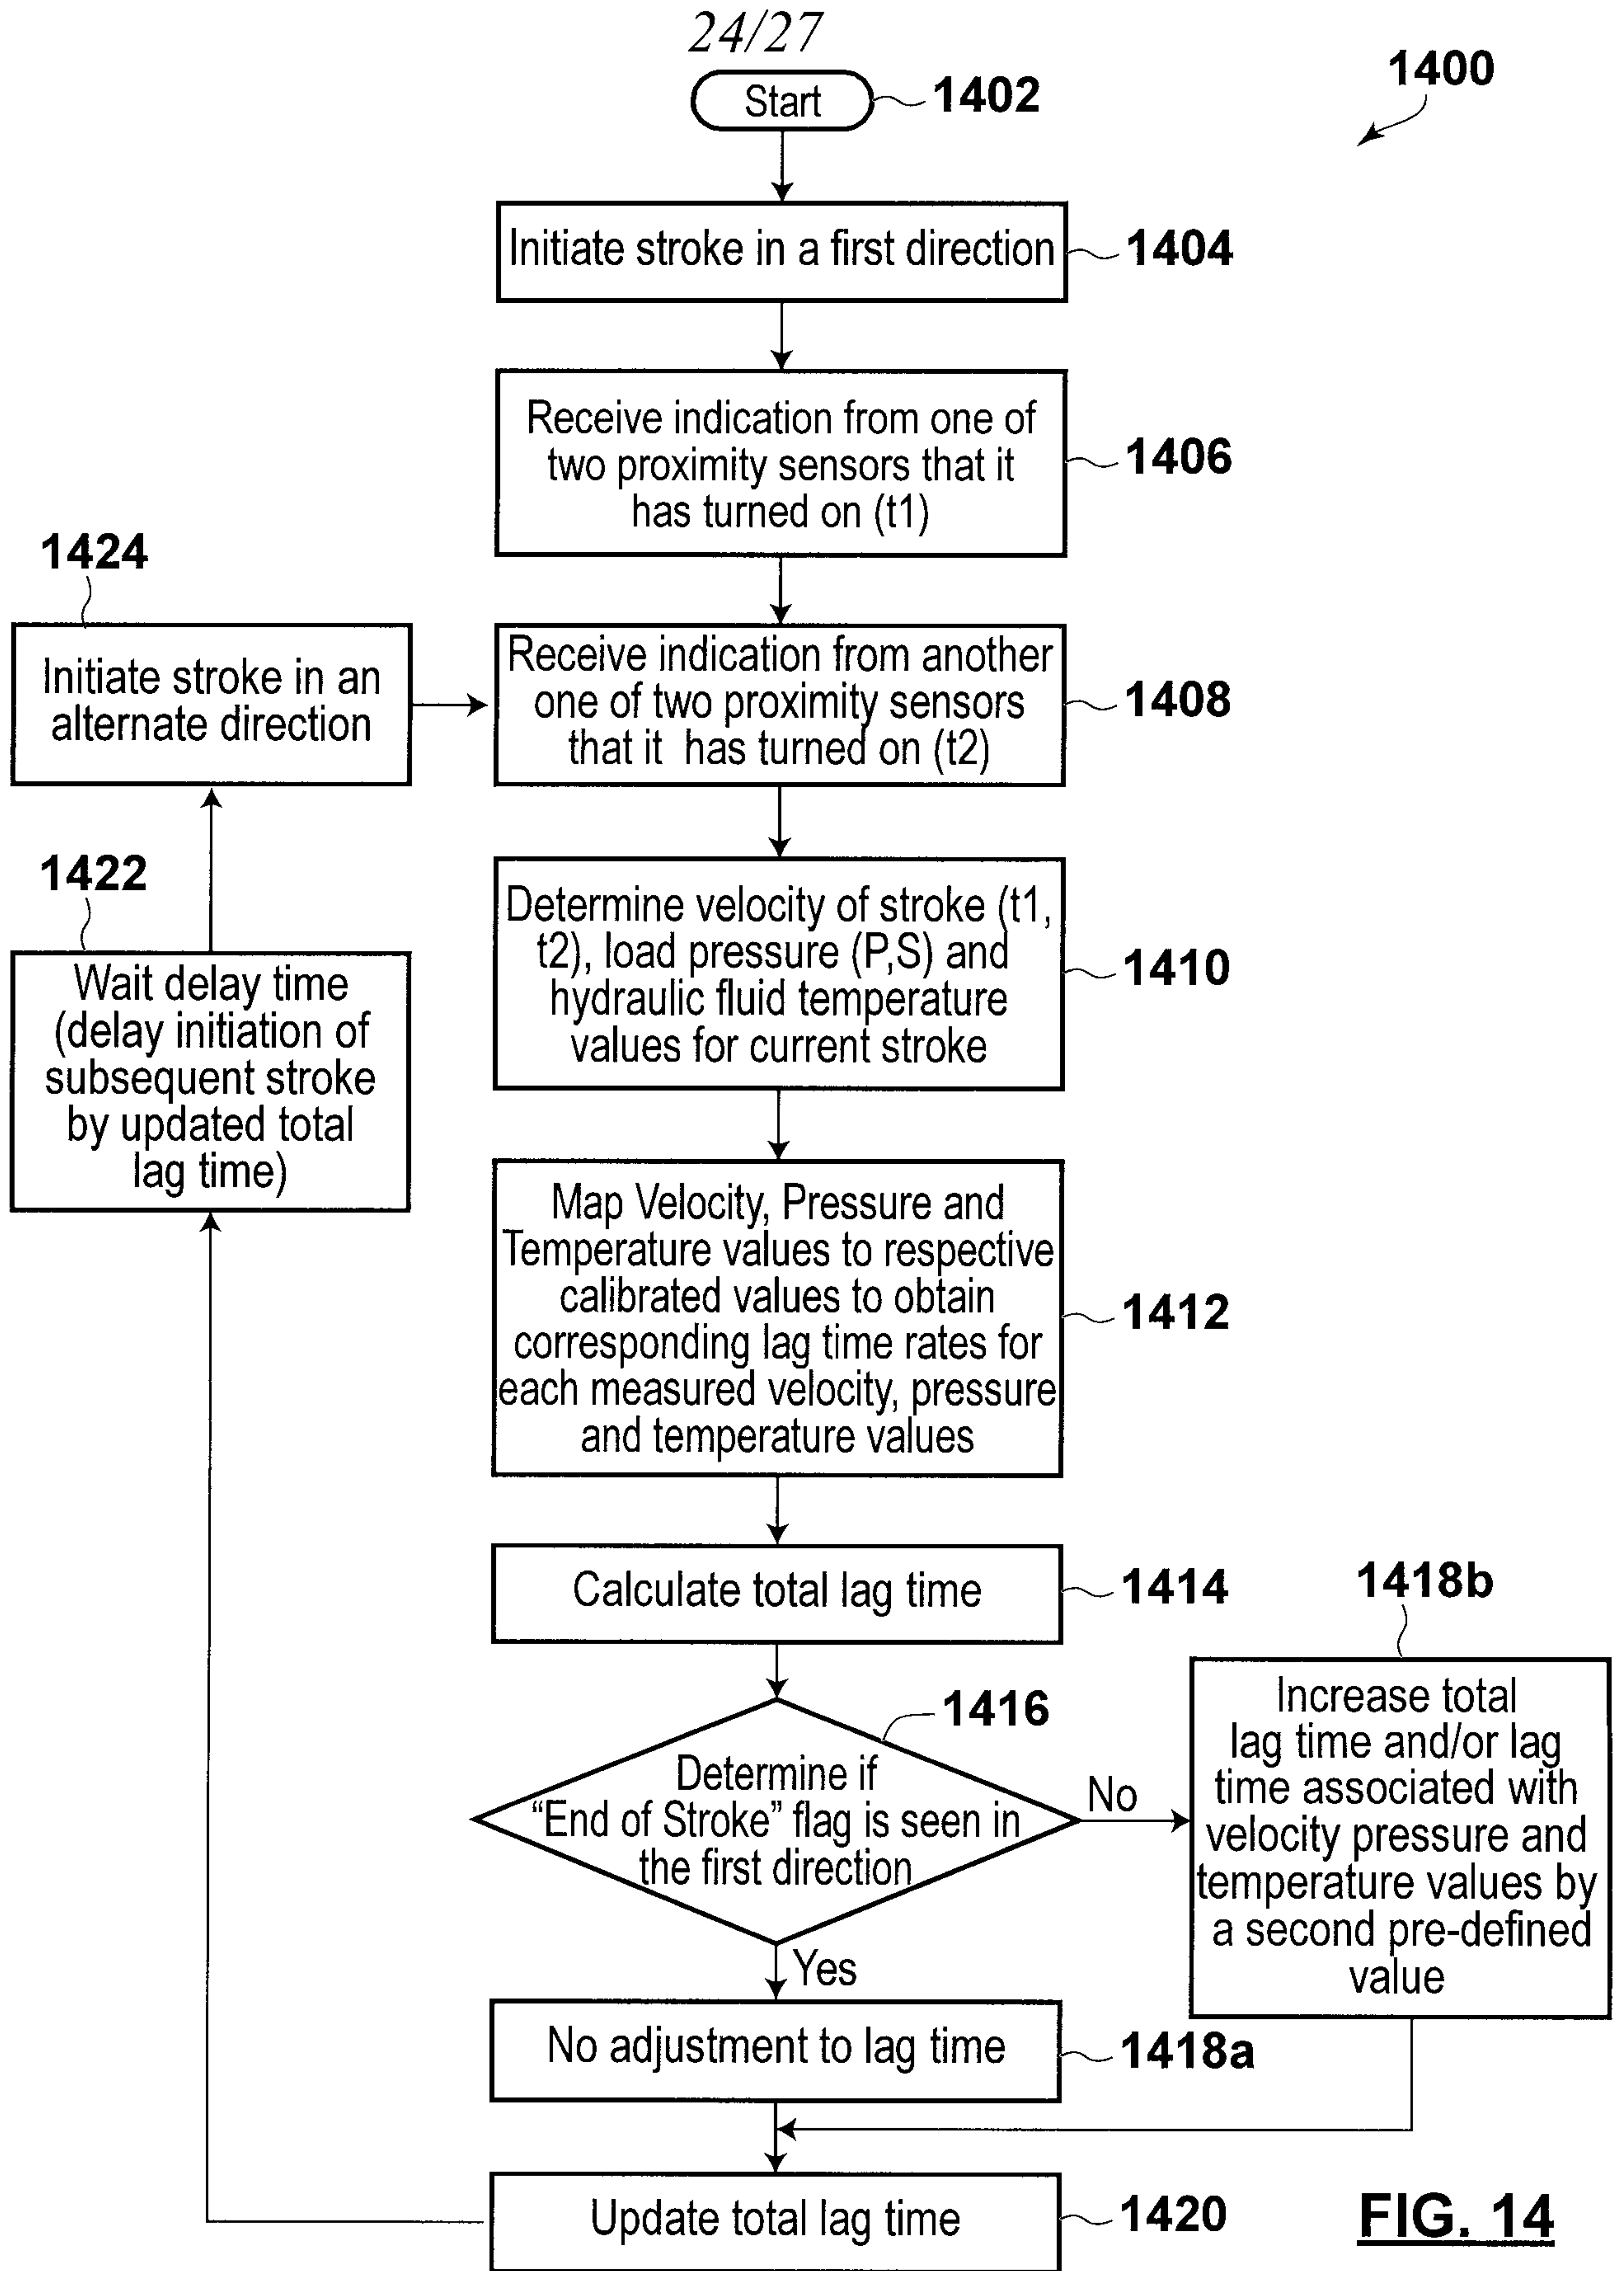 24/27
1400
Start
1402
Initiate stroke in a first direction
1404
Receive indication from one of
two proximity sensors that it
has turned on (t1)
1406
1424
Initiate stroke in an
alternate direction
Receive indication from another
one of two proximity sensors
that it has turned on (t2)
1408
1422
Wait delay time
(delay initiation of
subsequent stroke
by updated total
lag time)
Determine velocity of stroke (t1,
t2), load pressure (P,S) and
hydraulic fluid temperature
values for current stroke
1410
Map Velocity, Pressure and
Temperature values to respective
calibrated values to obtain
corresponding lag time rates for
each measured velocity, pressure
and temperature values
1412
Calculate total lag time
1414
1416
Determine if
“End of Stroke” flag is seen in
the first direction
No
Yes
1418b
Increase total
lag time and/or lag
time associated with
velocity pressure and
temperature values by
a second pre-defined
value
No adjustment to lag time
1418a
Update total lag time
1420
FIG. 14